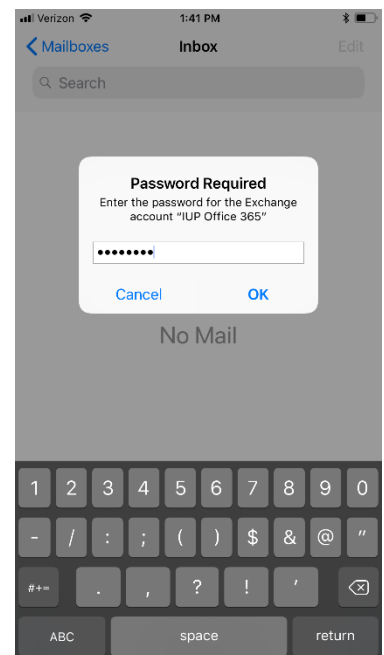 Verizon 1:41 PM
Mailboxes Inbox Edit
Search
Password Required
Enter the password for the Exchange
account “IUP Office 365”
••••••••
Cancel OK
No Mail
1 2 3 4 5 6 7 8 9 0
- / : ; ( ) $ & @ "
#+= . , ? ! '
ABC space return